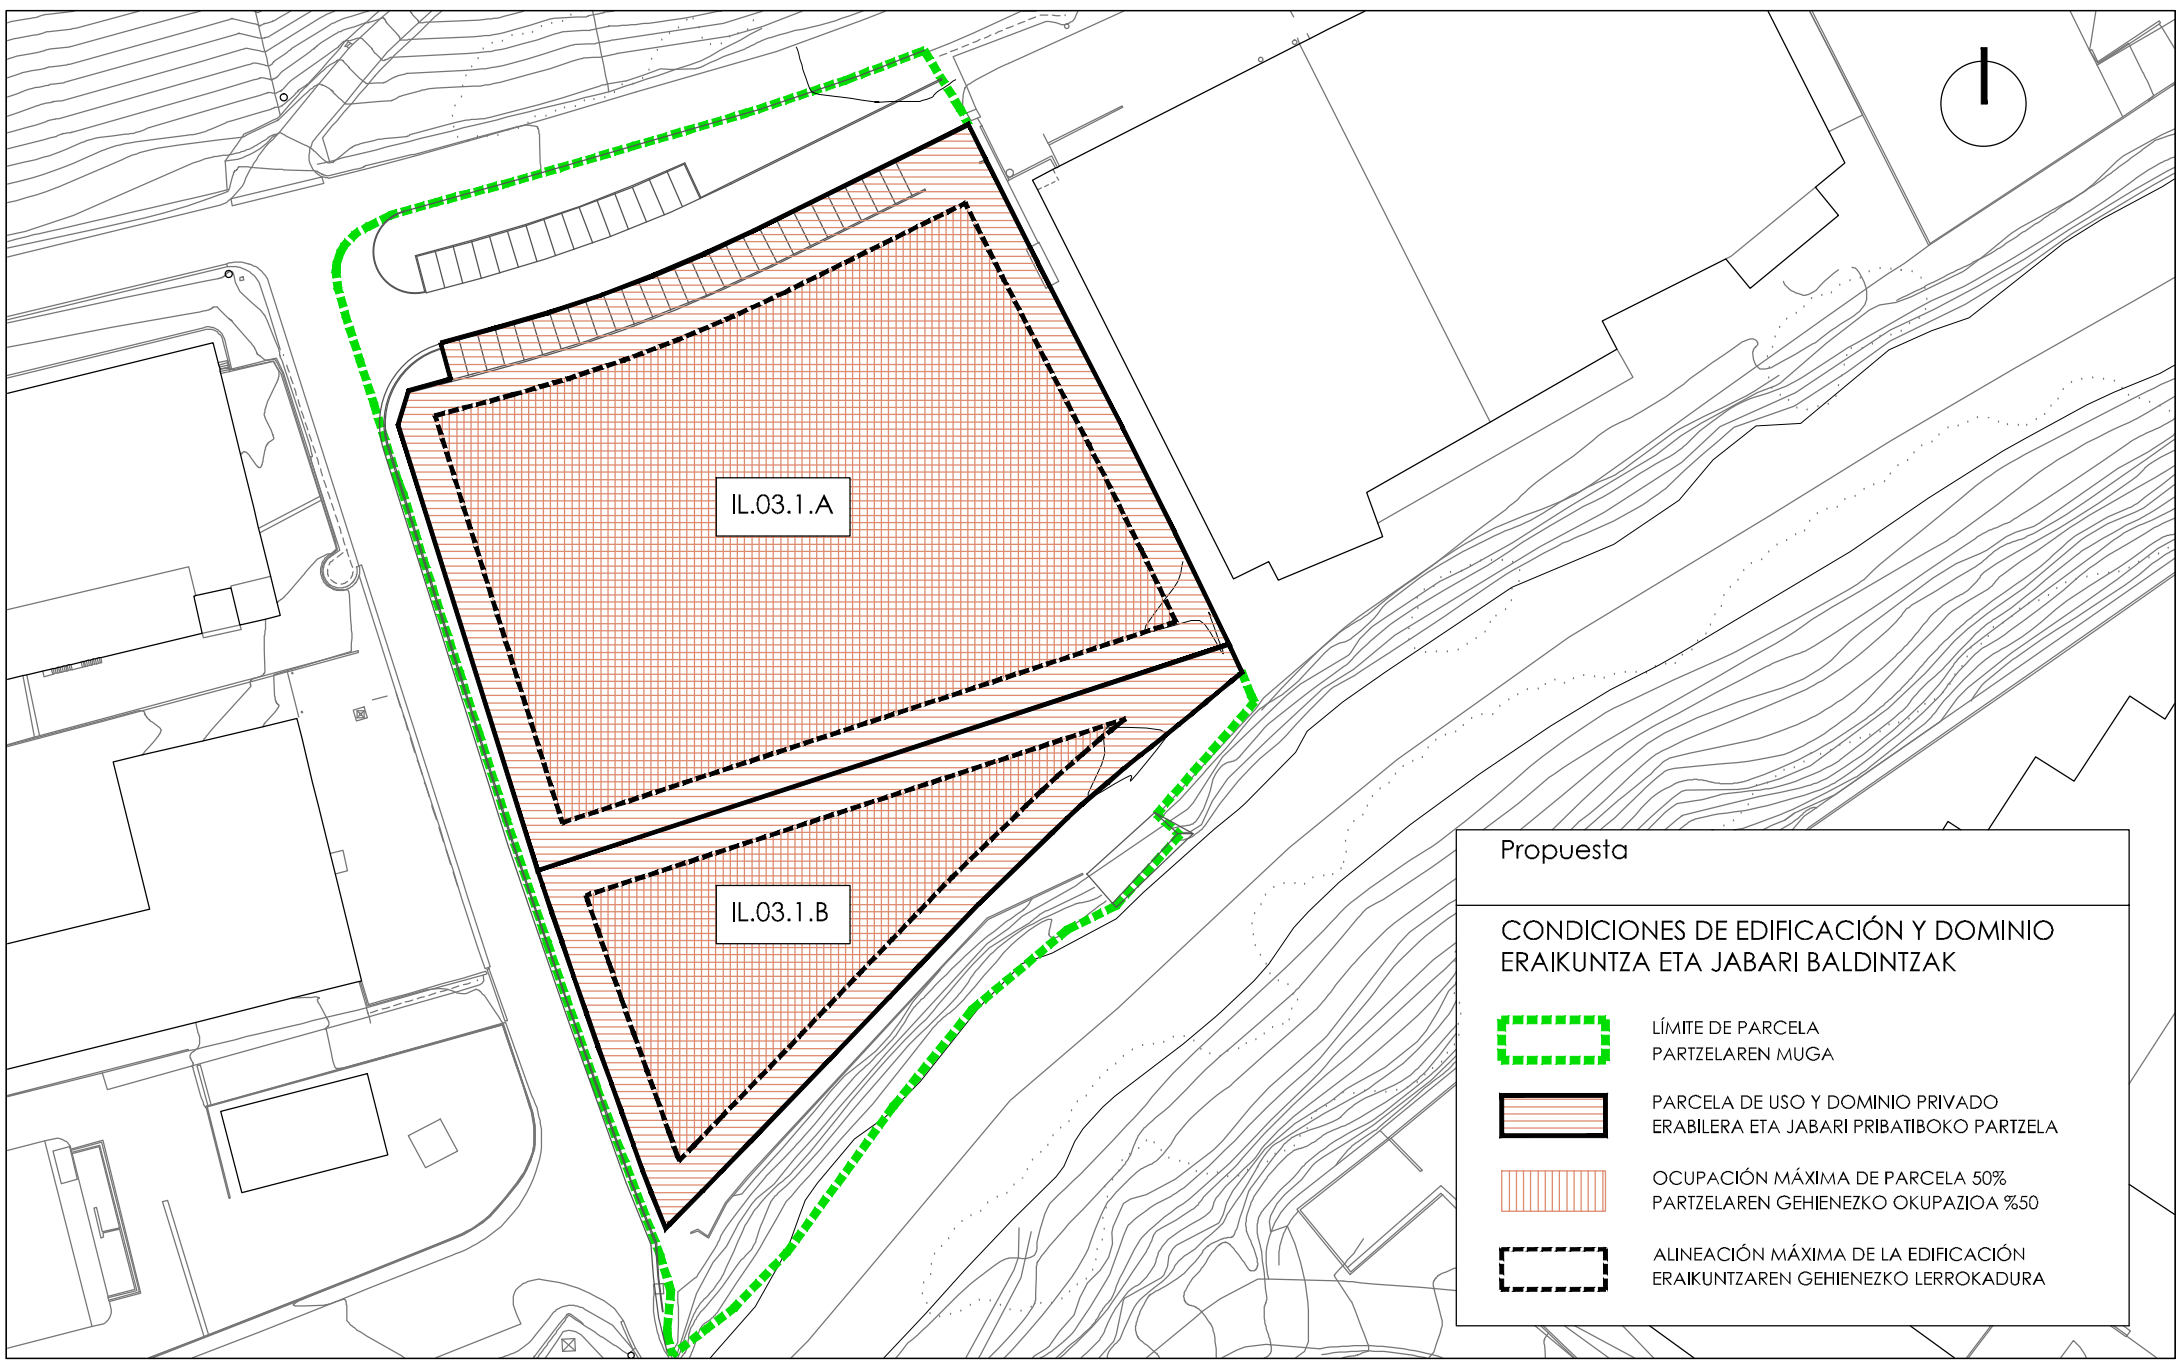 IL.03.1.A
IL.03.1.B
Propuesta
CONDICIONES DE EDIFICACIÓN Y DOMINIO
ERAIKUNTZA ETA JABARI BALDINTZAK
LÍMITE DE PARCELA
PARTZELAREN MUGA
PARCELA DE USO Y DOMINIO PRIVADO
ERABILERA ETA JABARI PRIBATIBOKO PARTZELA
OCUPACIÓN MÁXIMA DE PARCELA 50%
PARTZELAREN GEHIENEZKO OKUPAZIOA %50
ALINEACIÓN MÁXIMA DE LA EDIFICACIÓN
ERAIKUNTZAREN GEHIENEZKO LERROKADURA